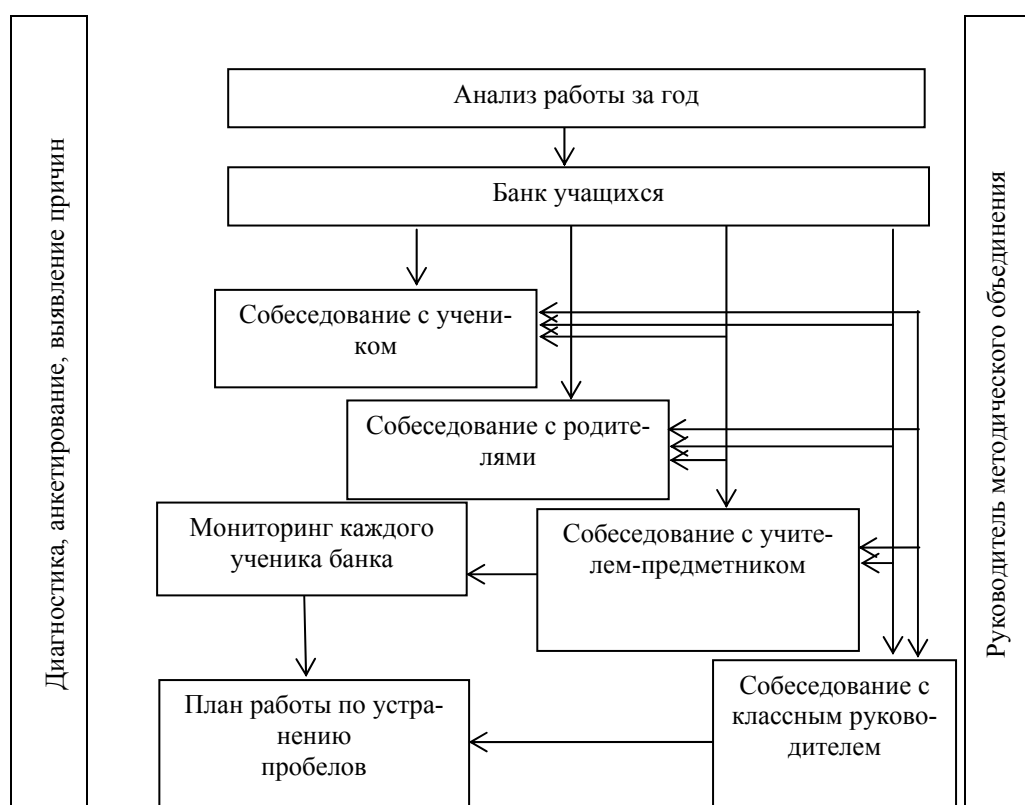 Диагностика, анкетирование, выявление причин
Анализ работы за год
Банк учащихся
Собеседование с учени-
ком
Собеседование с родите-
лями
Мониторинг каждого
ученика банка
Собеседование с учите-
лем-предметником
План работы по устра-
нению
пробелов
Собеседование с
классным руково-
дителем
Руководитель методического объединения